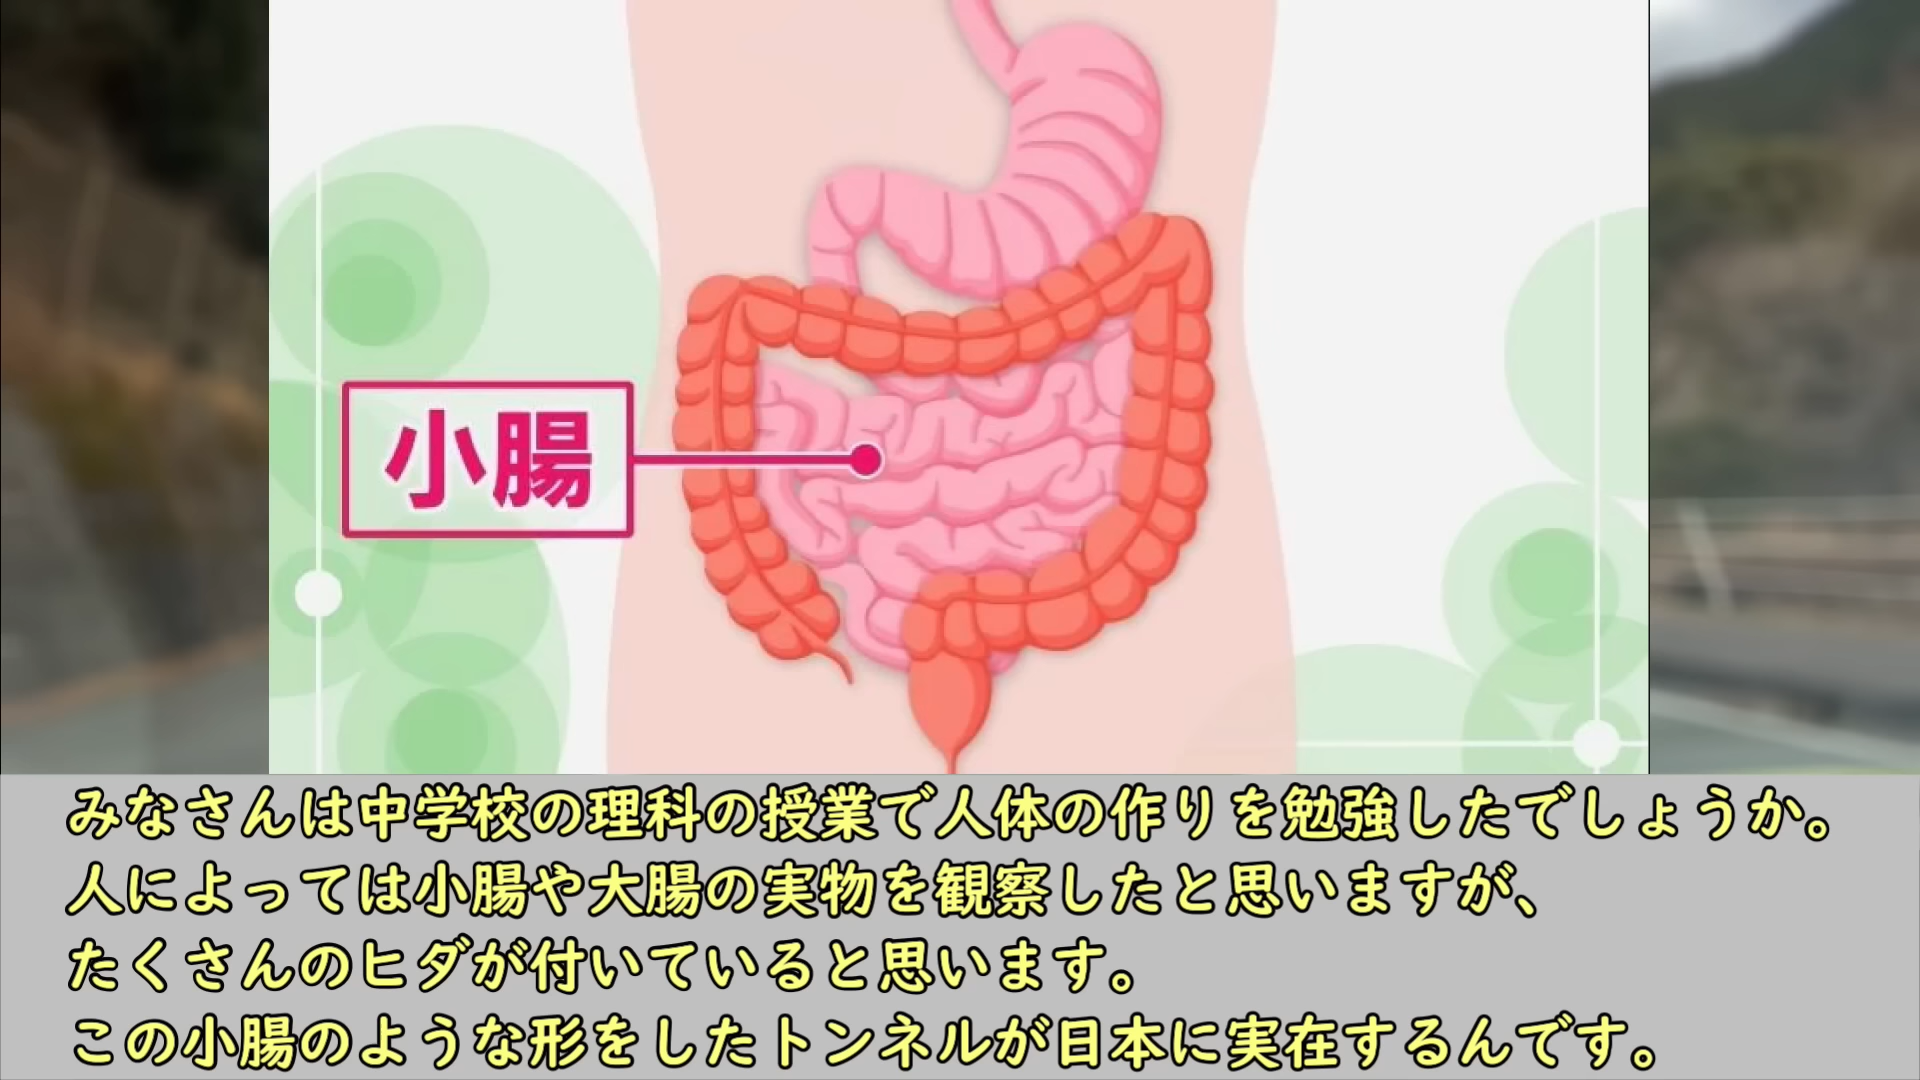 小腸
みなさんは中学校の理科の授業で人体の作りを勉強したでしょうか。
人によっては小腸や大腸の実物を観察したと思いますが、
たくさんのヒダが付いていると思います。
この小腸のような形をしたトンネルが日本に実在するんです。